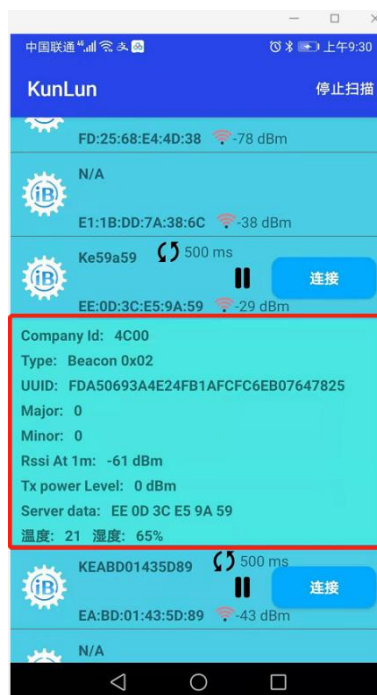 中国联通 4G
上午9:30
KunLun 停止扫描
FD:25:68:E4:4D:38 -78 dBm
N/A
iB
E1:1B:DD:7A:38:6C -38 dBm
Ke59a59 500 ms
iB
连接
EE:0D:3C:E5:9A:59 -29 dBm
Company Id: 4C00
Type: Beacon 0x02
UUID: FDA50693A4E24FB1AFCFC6EB07647825
Major: 0
Minor: 0
Rssi At 1m: -61 dBm
Tx power Level: 0 dBm
Server data: EE 0D 3C E5 9A 59
温度: 21 湿度: 65%
KEABD01435D89 500 ms
iB
连接
EA:BD:01:43:5D:89 -43 dBm
N/A